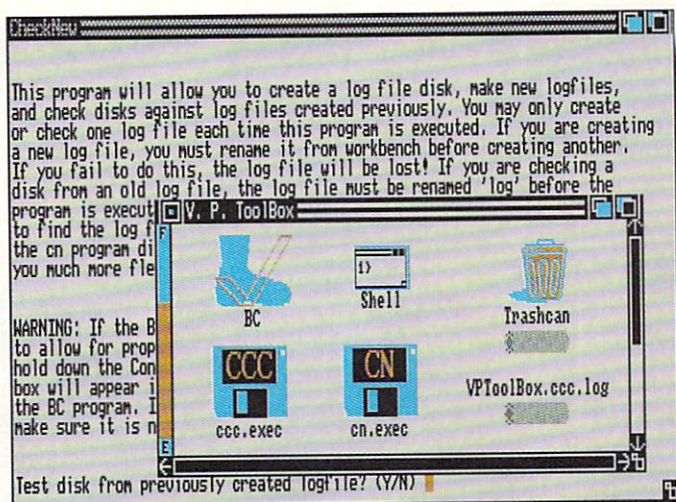 CheckNew
This program will allow you to create a log file disk, make new logfiles,
and check disks against log files created previously. You may only create
or check one log file each time this program is executed. If you are creating
a new log file, you must rename it from workbench before creating another.
If you fail to do this, the log file will be lost! If you are checking a
disk from an old log file, the log file must be renamed 'log' before the
program is execut
to find the log f
the cn program di
you much more fle
WARNING: If the B
to allow for prop
hold down the Con
box will appear i
the BC program. I
make sure it is n
Test disk from previously created logfile? (Y/N)
V. P. ToolBox
F
E
BC
1>
Shell
Trashcan
CCC
ccc.exec
CN
cn.exec
VPToolBox.ccc.log